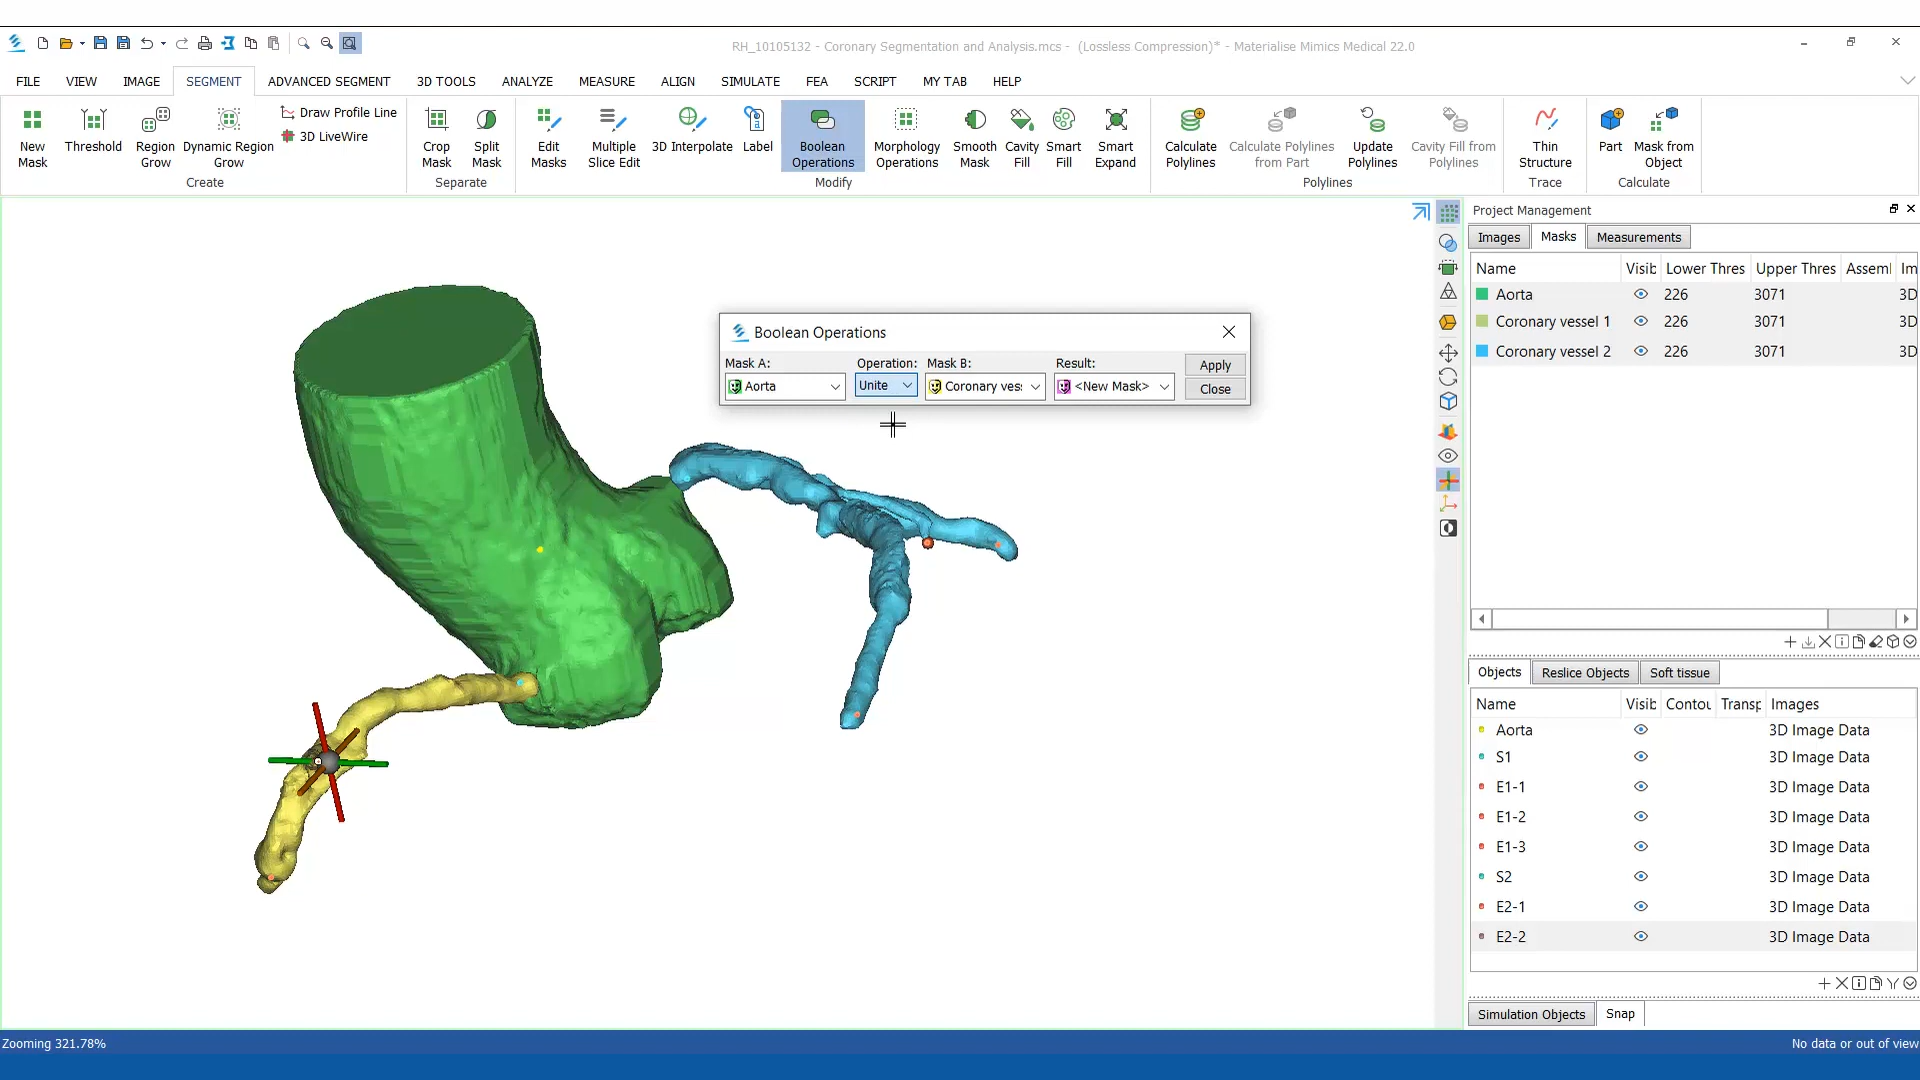 RH_10105132 - Coronary Segmentation and Analysis.mcs - (Lossless Compression)* - Materialise Mimics Medical 22.0
FILE VIEW IMAGE SEGMENT ADVANCED SEGMENT 3D TOOLS ANALYZE MEASURE ALIGN SIMULATE FEA SCRIPT MY TAB HELP
New Mask
Threshold
Region Grow
Dynamic Region Grow
Draw Profile Line
3D LiveWire
Create
Crop Mask
Split Mask
Separate
Edit Masks
Multiple Slice Edit
3D Interpolate
Label
Boolean Operations
Morphology Operations
Smooth Mask
Cavity Fill
Smart Fill
Smart Expand
Modify
Calculate Polylines
Calculate Polylines from Part
Update Polylines
Cavity Fill from Polylines
Polylines
Thin Structure
Trace
Part
Mask from Object
Calculate
Boolean Operations
Mask A: Operation: Mask B: Result:
Aorta Unite Coronary ves <New Mask>
Apply
Close
Project Management
Images Masks Measurements
Name Visib Lower Thres Upper Thres Asseml Im
Aorta 226 3071 3D
Coronary vessel 1 226 3071 3D
Coronary vessel 2 226 3071 3D
Objects Reslice Objects Soft tissue
Name Visib Contou Transp Images
Aorta 3D Image Data
S1 3D Image Data
E1-1 3D Image Data
E1-2 3D Image Data
E1-3 3D Image Data
S2 3D Image Data
E2-1 3D Image Data
E2-2 3D Image Data
Simulation Objects Snap
Zooming 321.78%
No data or out of view